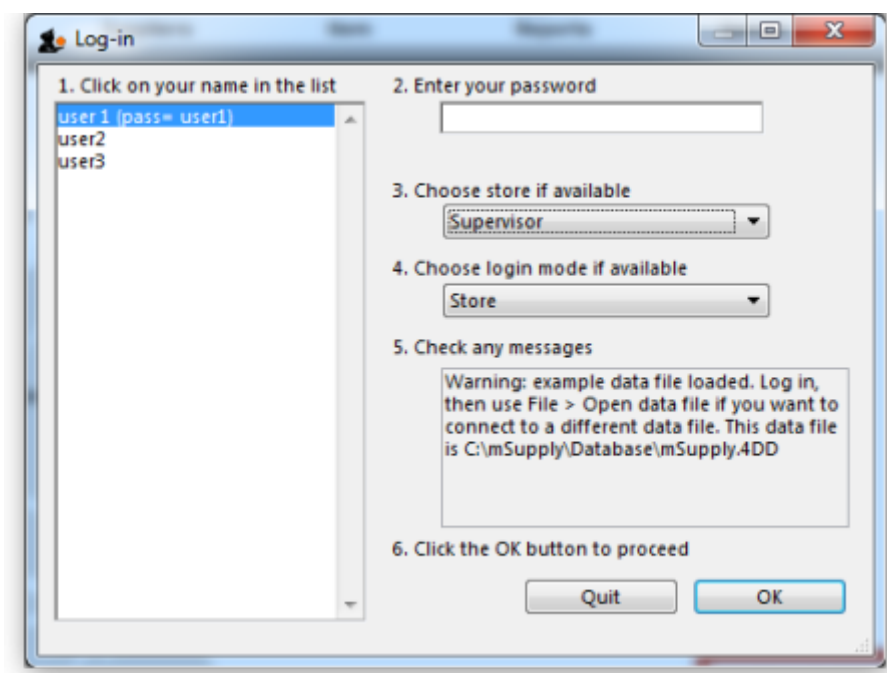 Log-in
1. Click on your name in the list
user 1 (pass= user1)
user2
user3
2. Enter your password
3. Choose store if available
Supervisor
4. Choose login mode if available
Store
5. Check any messages
Warning: example data file loaded. Log in,
then use File > Open data file if you want to
connect to a different data file. This data file
is C:\mSupply\Database\mSupply.4DD
6. Click the OK button to proceed
Quit
OK